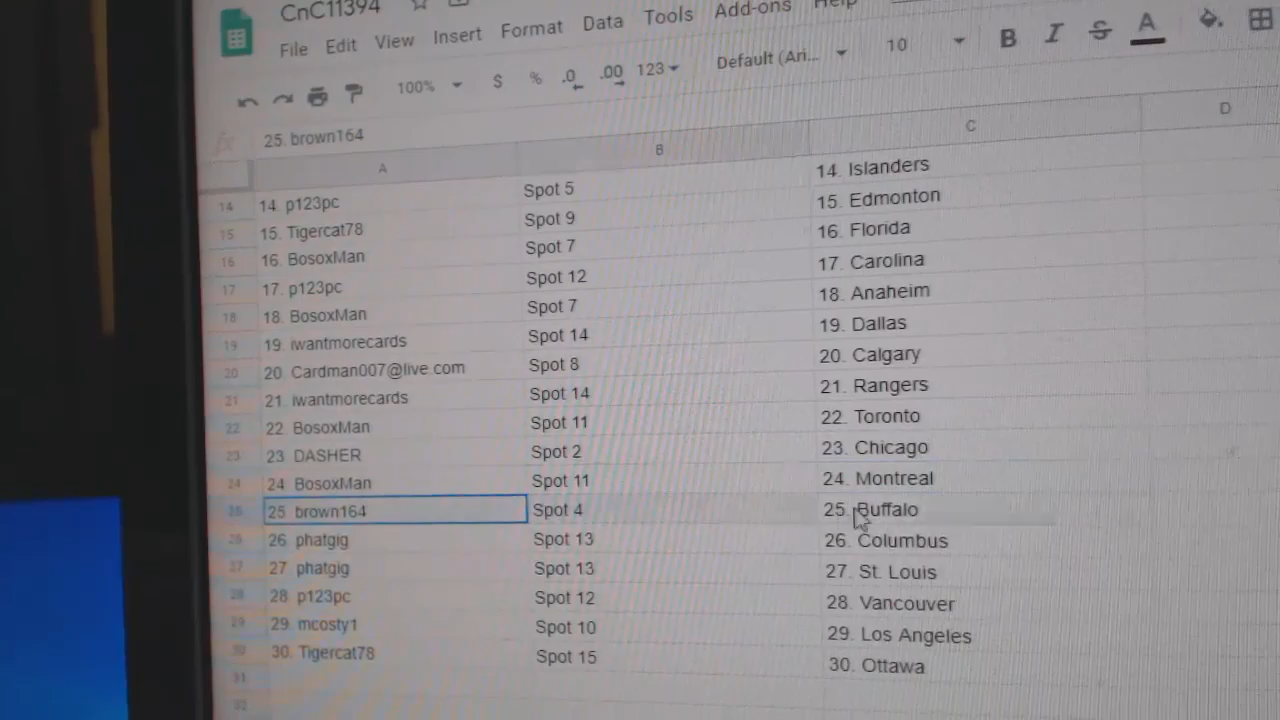 CnC11394
File Edit View Insert Format Data Tools Add-ons Help
100% $ % .0 .00 123 Default (Ari... 10 B I S A
fx 25. brown164
A B C D
14 14. p123pc Spot 5 14. Islanders
15 15. Tigercat78 Spot 9 15. Edmonton
16 16. BosoxMan Spot 7 16. Florida
17 17. p123pc Spot 12 17. Carolina
18 18. BosoxMan Spot 7 18. Anaheim
19 19. iwantmorecards Spot 14 19. Dallas
20 20. Cardman007@live.com Spot 8 20. Calgary
21 21. iwantmorecards Spot 14 21. Rangers
22 22. BosoxMan Spot 11 22. Toronto
23 23. DASHER Spot 2 23. Chicago
24 24. BosoxMan Spot 11 24. Montreal
25 25. brown164 Spot 4 25. Buffalo
26 26. phatgig Spot 13 26. Columbus
27 27. phatgig Spot 13 27. St. Louis
28 28. p123pc Spot 12 28. Vancouver
29 29. mcosty1 Spot 10 29. Los Angeles
30 30. Tigercat78 Spot 15 30. Ottawa
31
32